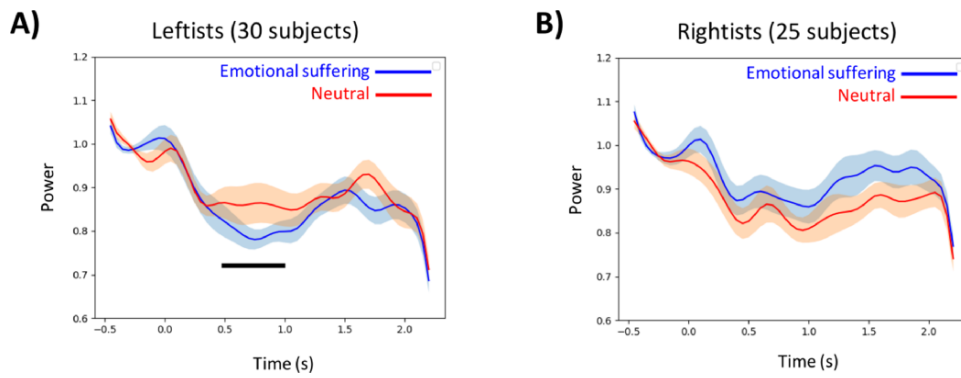 A)
Leftists (30 subjects)
Emotional suffering
Neutral
1.2
1.1
1.0
0.9
0.8
0.7
0.6
Power
−0.5 0.0 0.5 1.0 1.5 2.0
Time (s)
B)
Rightists (25 subjects)
Emotional suffering
Neutral
1.2
1.1
1.0
0.9
0.8
0.7
0.6
Power
−0.5 0.0 0.5 1.0 1.5 2.0
Time (s)